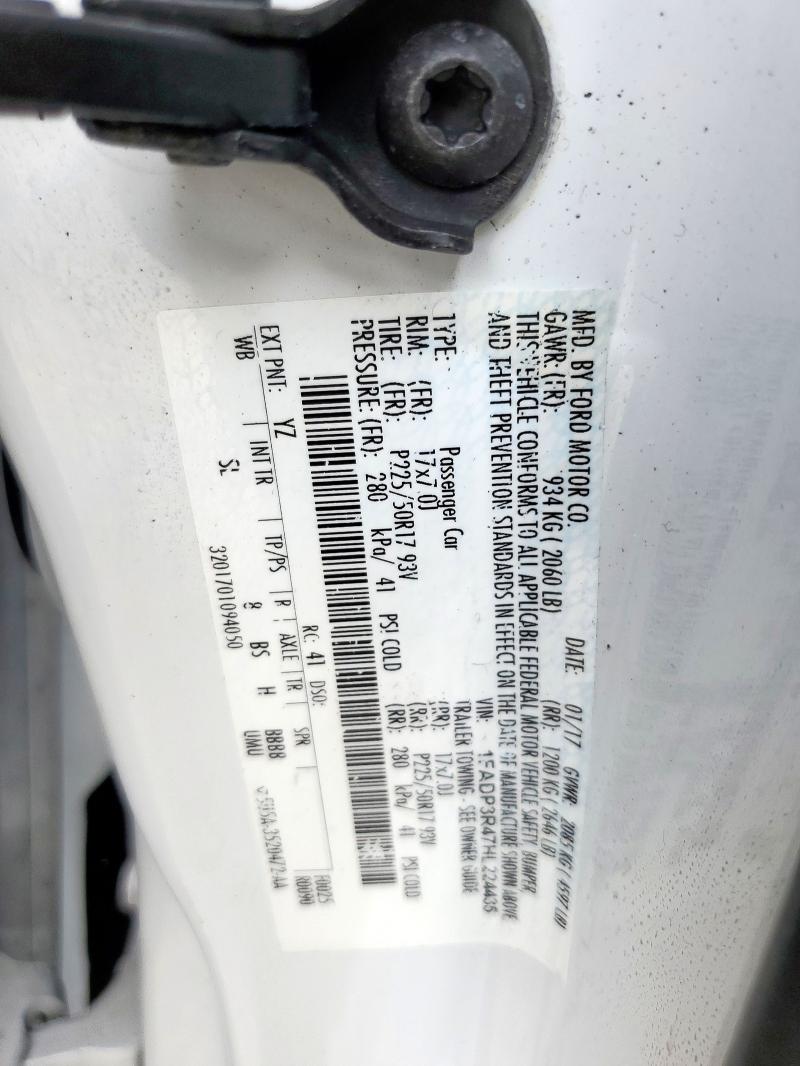 MFD. BY FORD MOTOR CO. DATE: 01/17 GVWR: 2085 KG ( 4597 LB)
GAWR: (FR): 934 KG ( 2060 LB) (RR): 1200 KG ( 2646 LB)
THIS VEHICLE CONFORMS TO ALL APPLICABLE FEDERAL MOTOR VEHICLE SAFETY, BUMPER
AND THEFT PREVENTION STANDARDS IN EFFECT ON THE DATE OF MANUFACTURE SHOWN ABOVE
VIN: 1FADP3R47HL224435
TYPE: Passenger Car TRAILER TOWING - SEE OWNER GUIDE
RIM: (FR): 17x7.0J (RR): 17x7.0J
TIRE: (FR): P225/50R17 93V (RR): P225/50R17 93V
PRESSURE: (FR): 280 kPa/ 41 PSI COLD (RR): 280 kPa/ 41 PSI COLD
RC: 41 DSO: F0025
EXT PNT: YZ R0090
WB INT TR TP/PS R AXLE TR SPR
SL 8 BS H BBBB
3201701094050 UMU